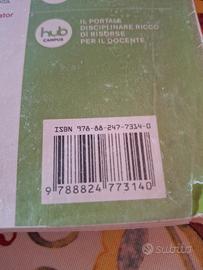 ator
hub
CAMPUS
IL PORTALE
DISCIPLINARE RICCO
DI RISORSE
PER IL DOCENTE
ISBN 978-88-247-7314-0
9 788824 773140
subito